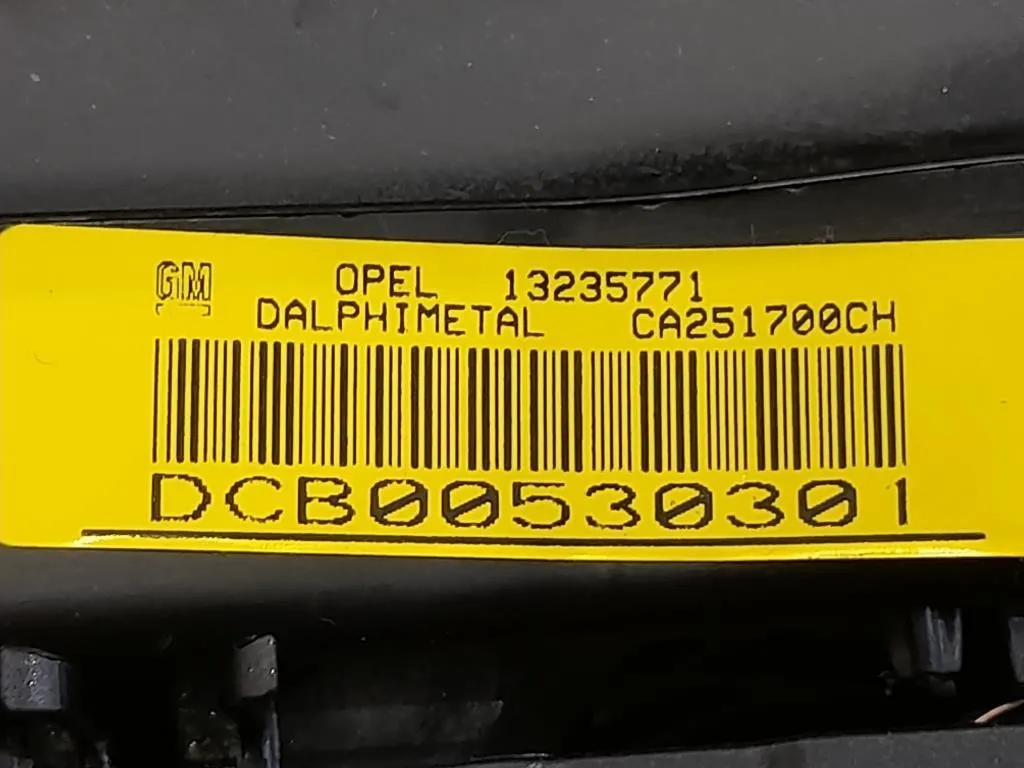 GM OPEL 13235771
DALPHIMETAL CA251700CH
DCB00530301